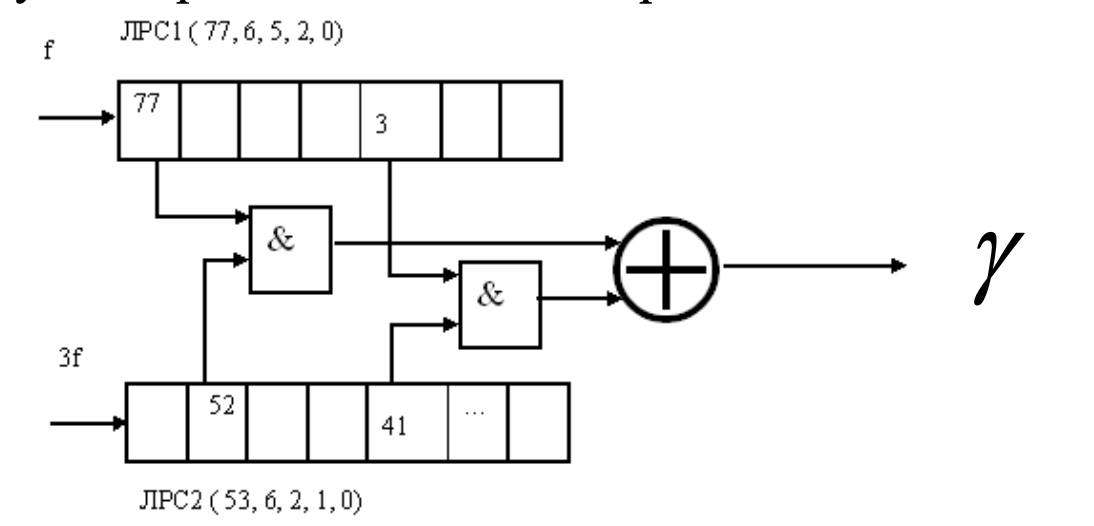 ЛРС1 ( 77, 6, 5, 2, 0)
f
77
3
&
&
γ
3f
52
41
...
ЛРС2 ( 53, 6, 2, 1, 0)